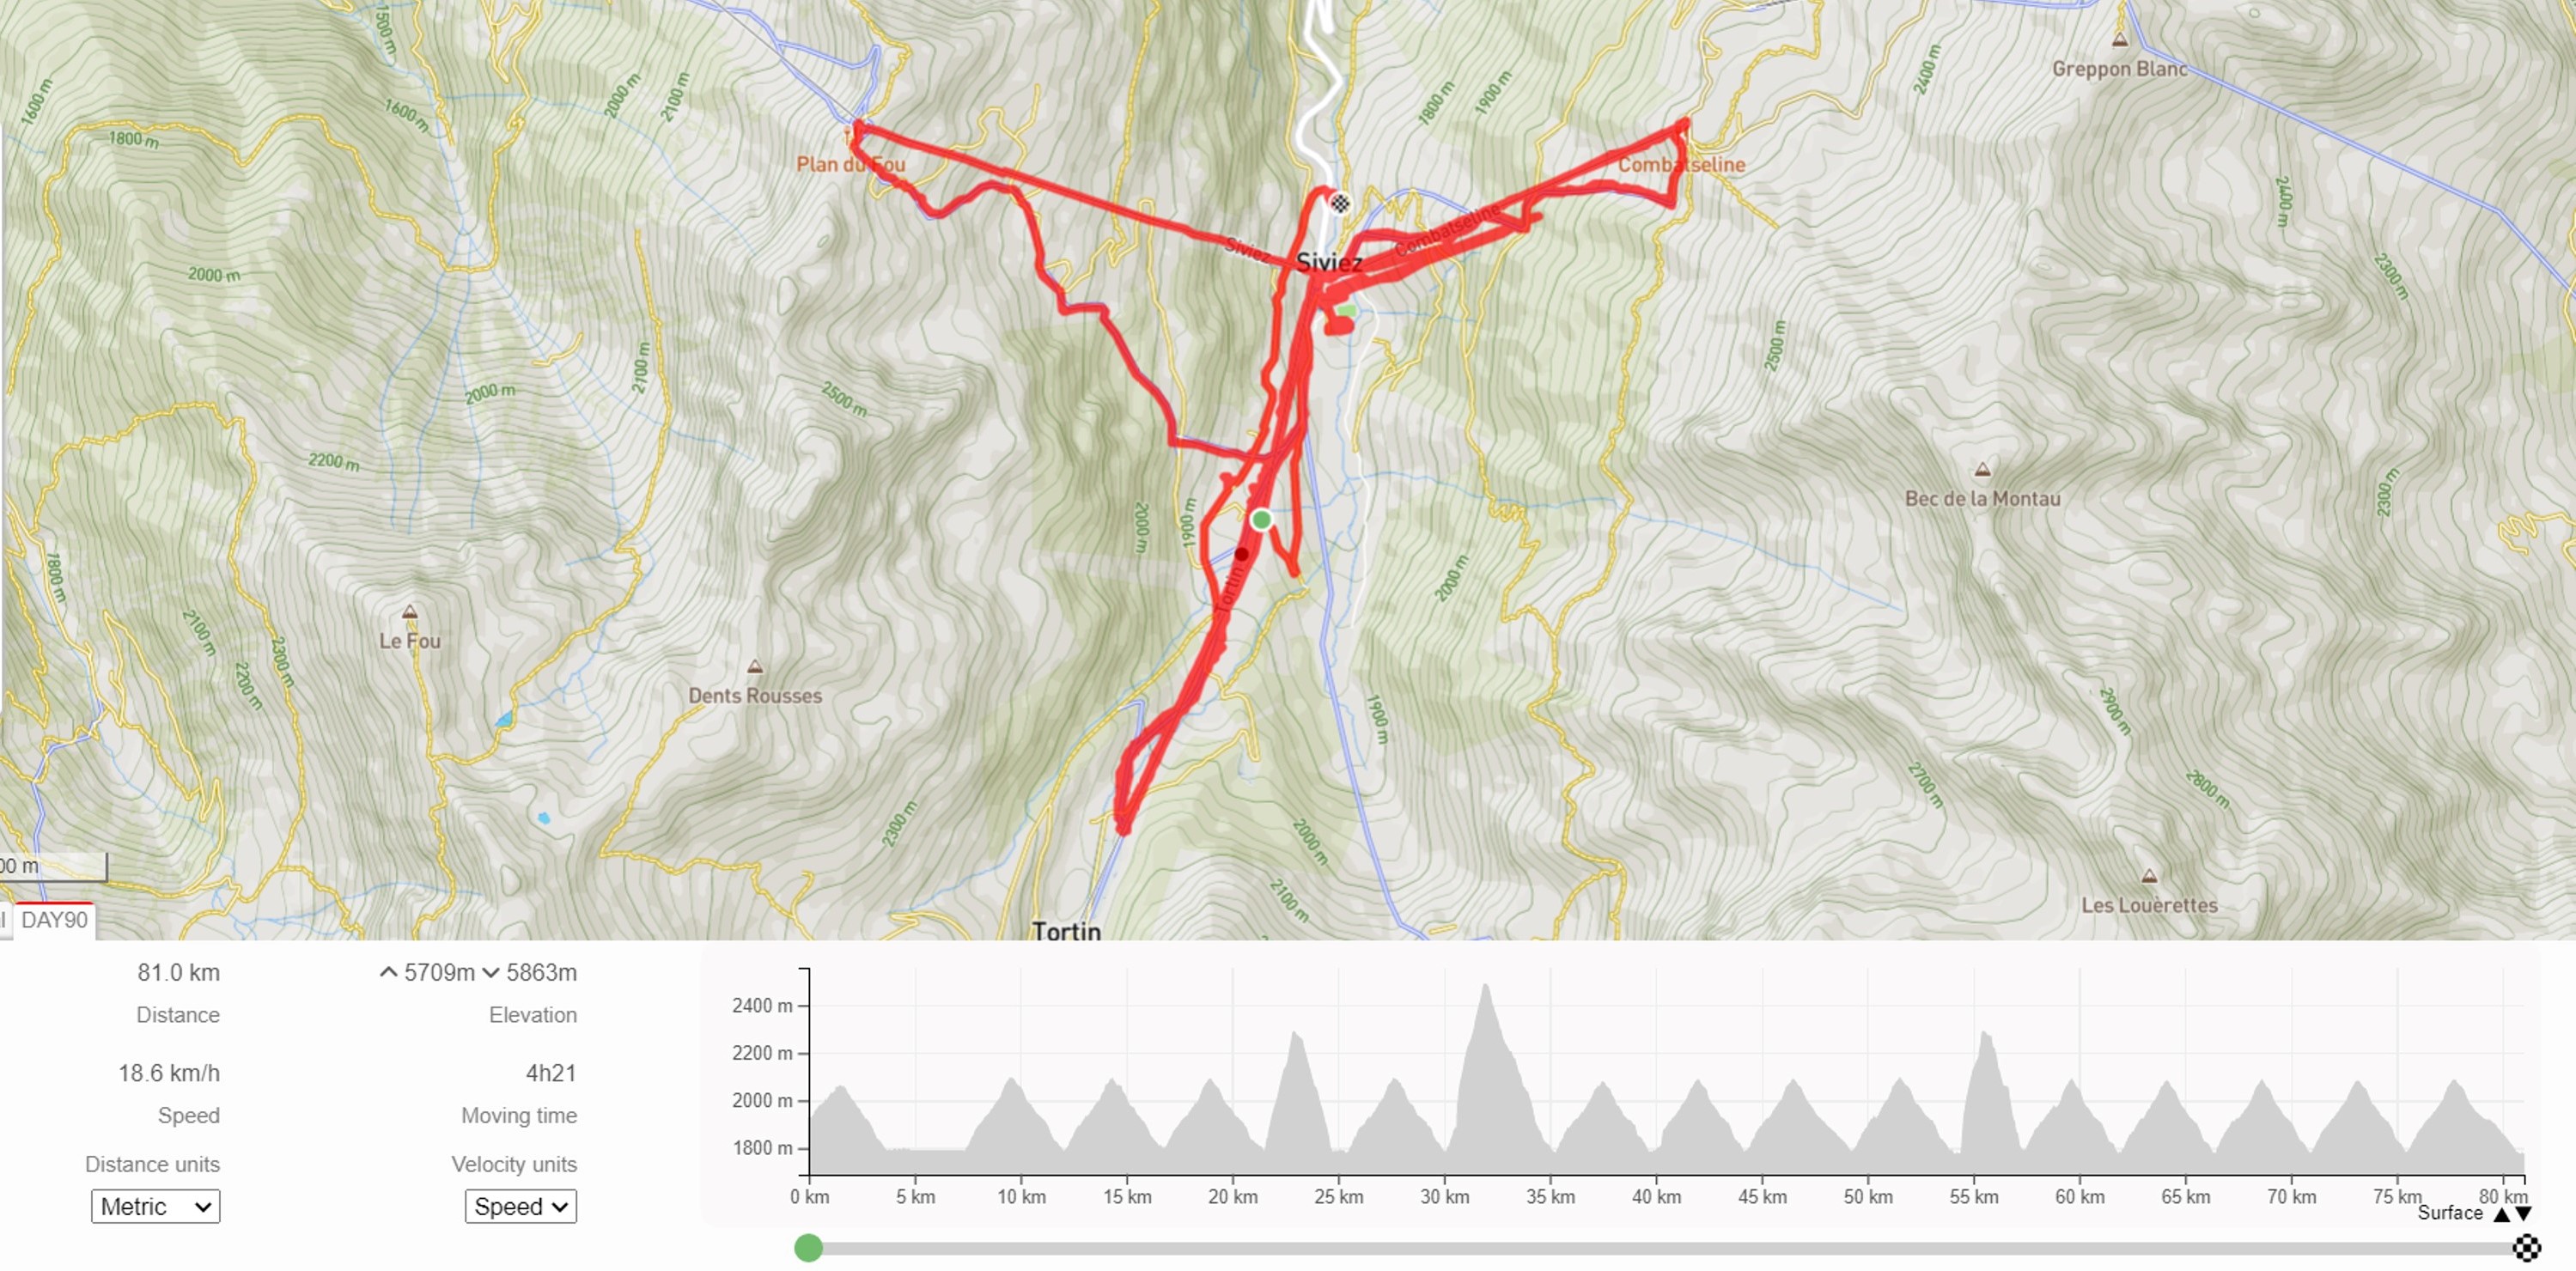 1500 m
1600 m
1600 m
1800 m
2000 m
2100 m
1800 m
1900 m
Greppon Blanc
2400 m
Plan du Fou
Combatseline
2400 m
Siviez
Siviez
Combatseline
2000 m
2300 m
2100 m
2000 m
2500 m
2500 m
2200 m
Bec de la Montau
2300 m
2000 m
1900 m
2000 m
1800 m
Tortin
2100 m
2200 m
2300 m
Le Fou
Dents Rousses
1900 m
2900 m
2700 m
2800 m
2300 m
2000 m
2100 m
Les Louèrettes
00 m
DAY90
Tortin
81.0 km
5709m 5863m
Distance
Elevation
18.6 km/h
4h21
Speed
Moving time
Distance units
Velocity units
Metric
Speed
2400 m
2200 m
2000 m
1800 m
0 km 5 km 10 km 15 km 20 km 25 km 30 km 35 km 40 km 45 km 50 km 55 km 60 km 65 km 70 km 75 km 80 km
Surface ▲▼